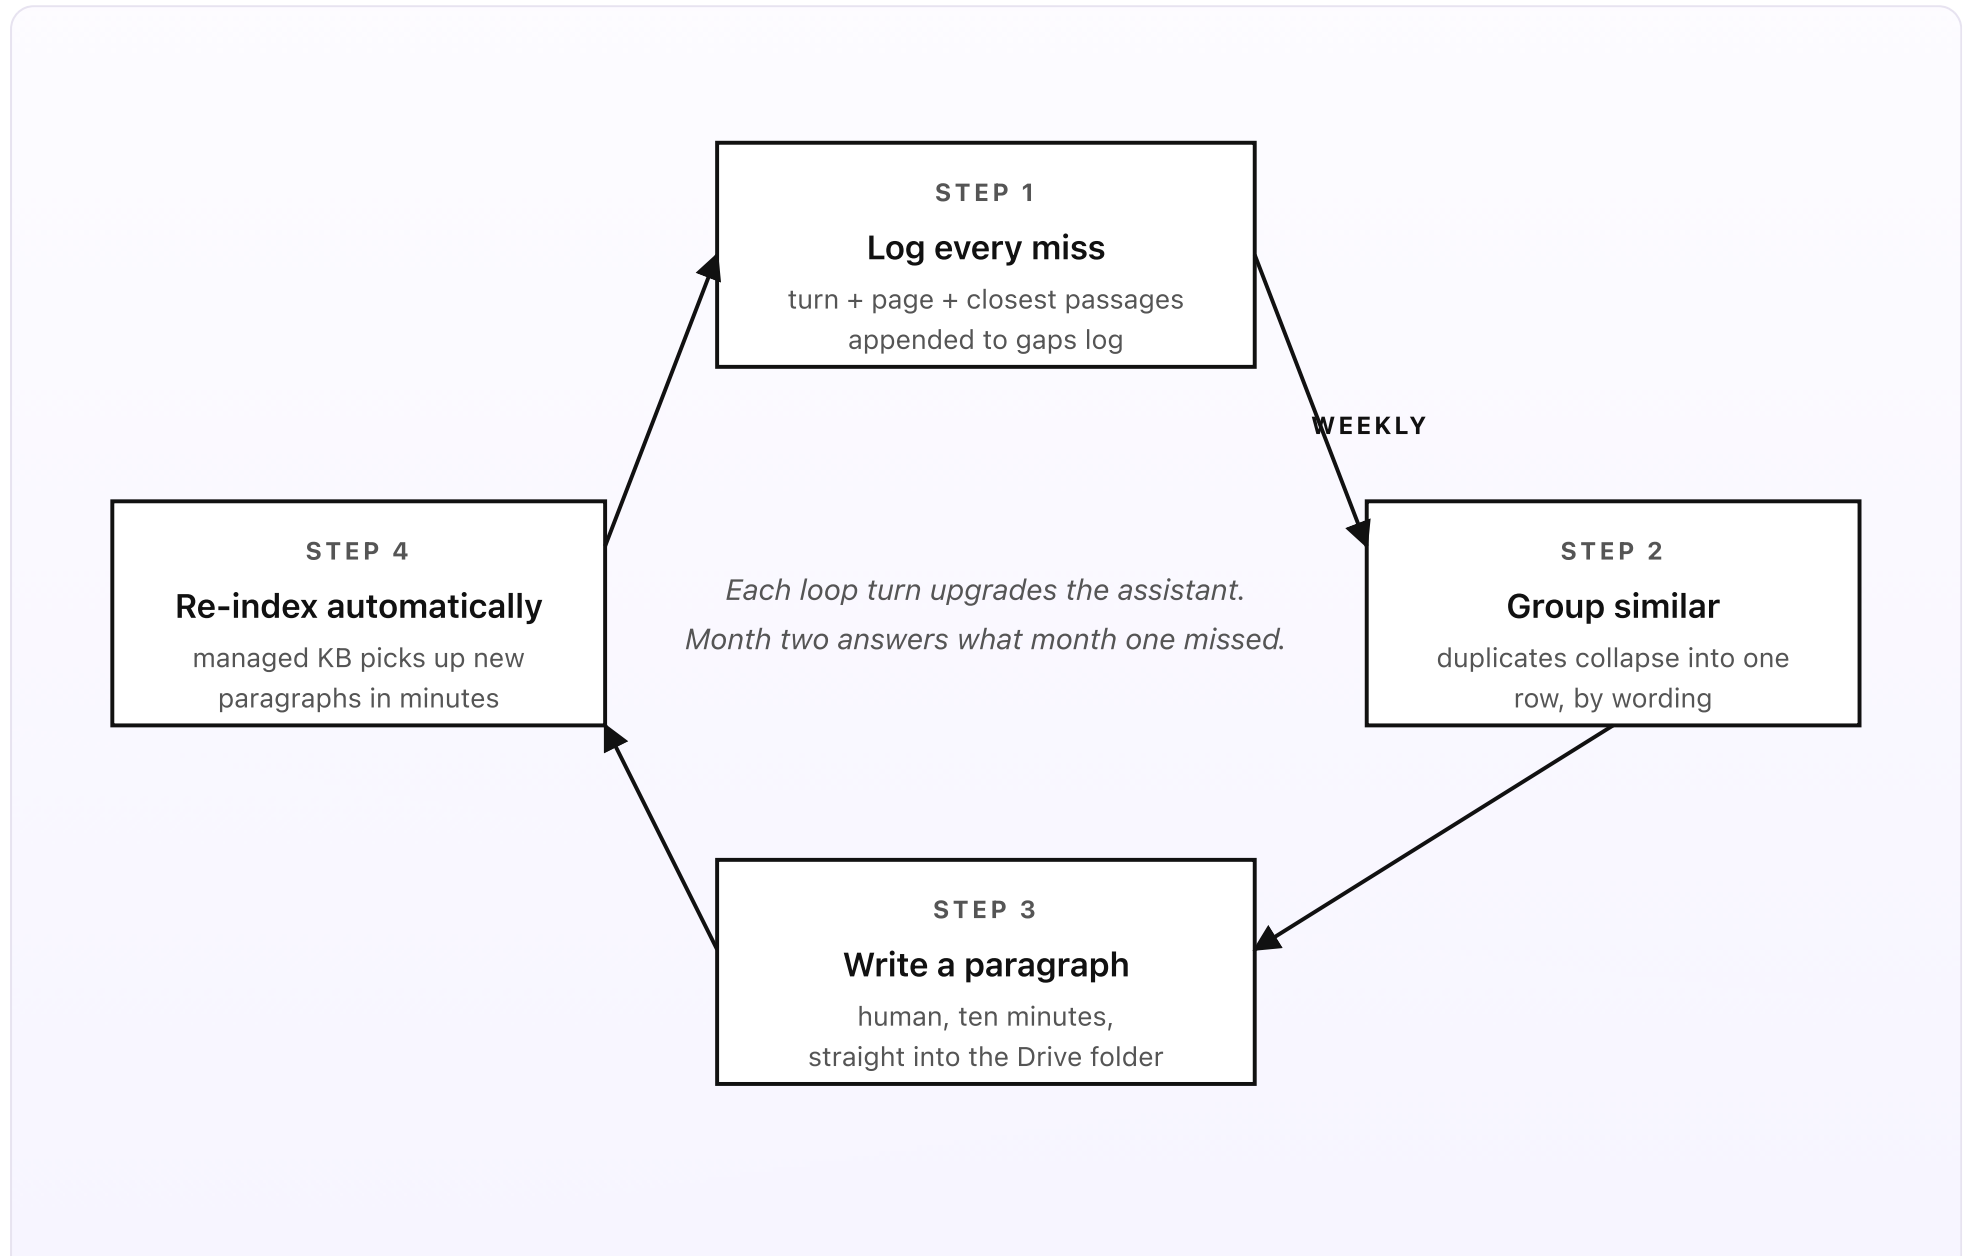 STEP 1
Log every miss
turn + page + closest passages
appended to gaps log
WEEKLY
STEP 4
Re-index automatically
managed KB picks up new
paragraphs in minutes
Each loop turn upgrades the assistant.
Month two answers what month one missed.
STEP 2
Group similar
duplicates collapse into one
row, by wording
STEP 3
Write a paragraph
human, ten minutes,
straight into the Drive folder